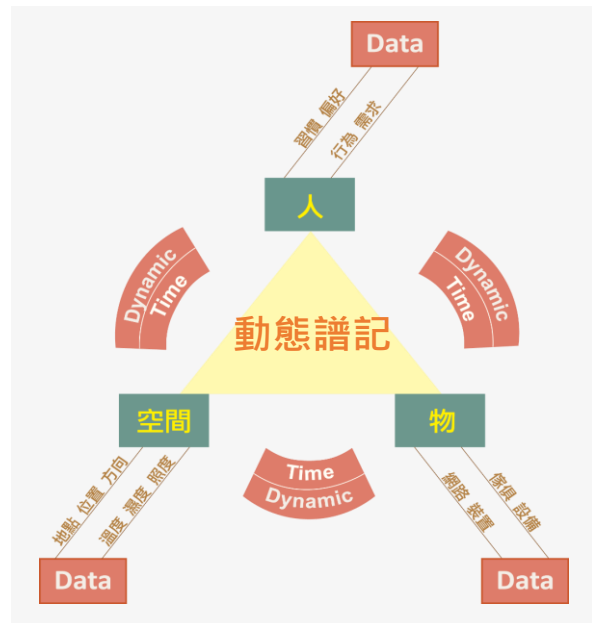 Data
習慣 偏好
行為 需求
人
Dynamic
Time
Dynamic
Time
動態譜記
空間
物
Time
Dynamic
地點 位置 方向
溫度 濕度 照度
網路 裝置
傢俱 設備
Data
Data